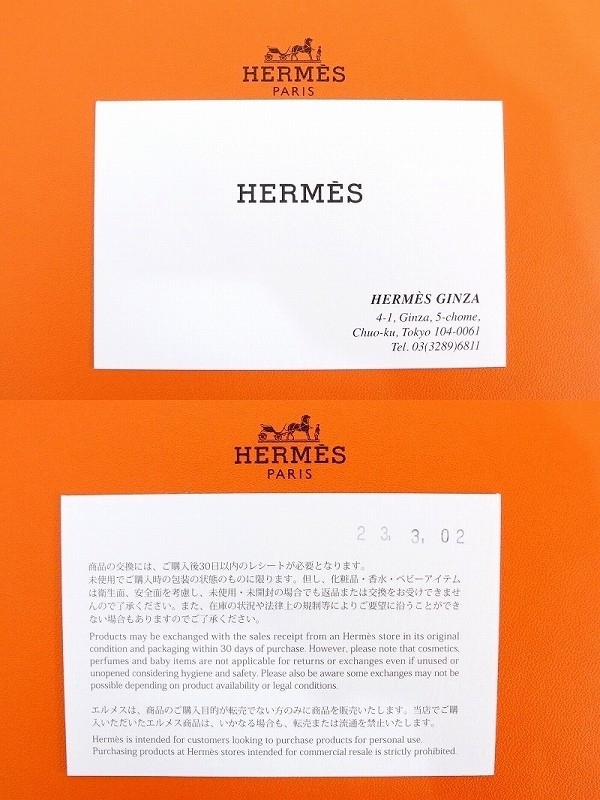 HERMÈS
PARIS
HERMÈS
HERMÈS GINZA
4-1, Ginza, 5-chome,
Chuo-ku, Tokyo 104-0061
Tel. 03(3289)6811
HERMÈS
PARIS
23. 3. 02
商品の交換には、ご購入後30日以内のレシートが必要となります。
未使用でご購入時の包装の状態のものに限ります。但し、化粧品・香水・ベビーアイテム
は衛生面、安全面を考慮し、未使用・未開封の場合でも返品または交換をお受けできませ
んのでご了承ください。また、在庫の状況や法律上の規制等によりご要望に沿うことができ
ない場合もありますのでご了承ください。
Products may be exchanged with the sales receipt from an Hermès store in its original
condition and packaging within 30 days of purchase. However, please note that cosmetics,
perfumes and baby items are not applicable for returns or exchanges even if unused or
unopened considering hygiene and safety. Please also be aware some exchanges may not be
possible depending on product availability or legal conditions.
エルメスは、商品のご購入目的が転売でない方のみに商品を販売いたします。当店でご購
入いただいたエルメス商品は、いかなる場合も、転売または流通を禁止いたします。
Hermès is intended for customers looking to purchase products for personal use.
Purchasing products at Hermès stores intended for commercial resale is strictly prohibited.